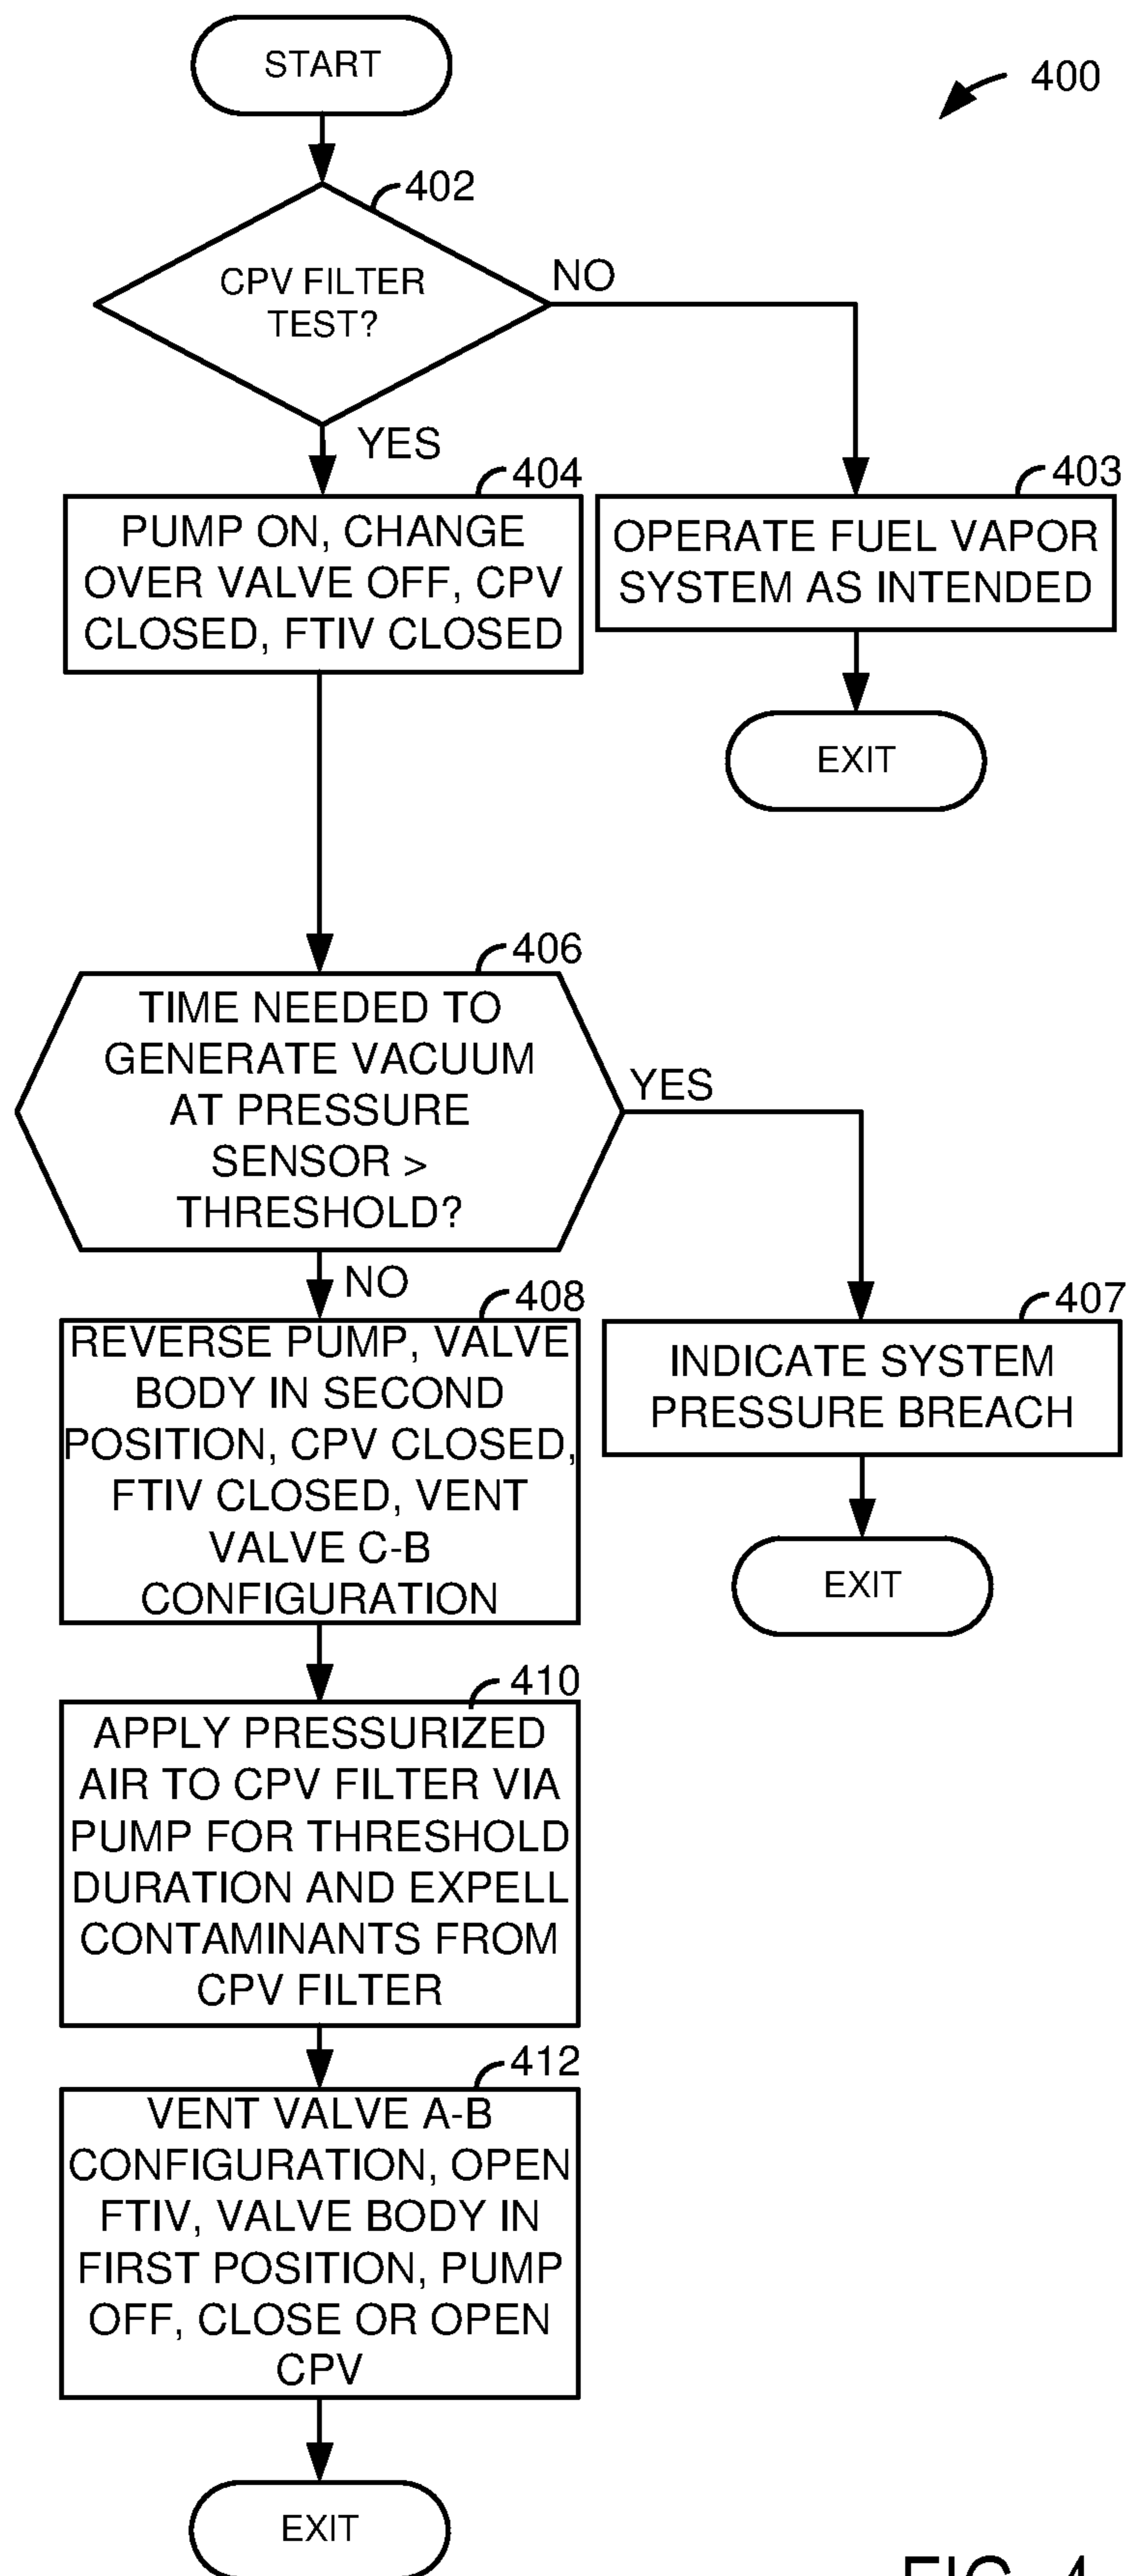 START
400
402
CPV FILTER
TEST?
NO
YES
404
PUMP ON, CHANGE
OVER VALVE OFF, CPV
CLOSED, FTIV CLOSED
403
OPERATE FUEL VAPOR
SYSTEM AS INTENDED
EXIT
406
TIME NEEDED TO
GENERATE VACUUM
AT PRESSURE
SENSOR >
THRESHOLD?
YES
NO
408
REVERSE PUMP, VALVE
BODY IN SECOND
POSITION, CPV CLOSED,
FTIV CLOSED, VENT
VALVE C-B
CONFIGURATION
407
INDICATE SYSTEM
PRESSURE BREACH
EXIT
410
APPLY PRESSURIZED
AIR TO CPV FILTER VIA
PUMP FOR THRESHOLD
DURATION AND EXPELL
CONTAMINANTS FROM
CPV FILTER
412
VENT VALVE A-B
CONFIGURATION, OPEN
FTIV, VALVE BODY IN
FIRST POSITION, PUMP
OFF, CLOSE OR OPEN
CPV
EXIT
FIG. 4